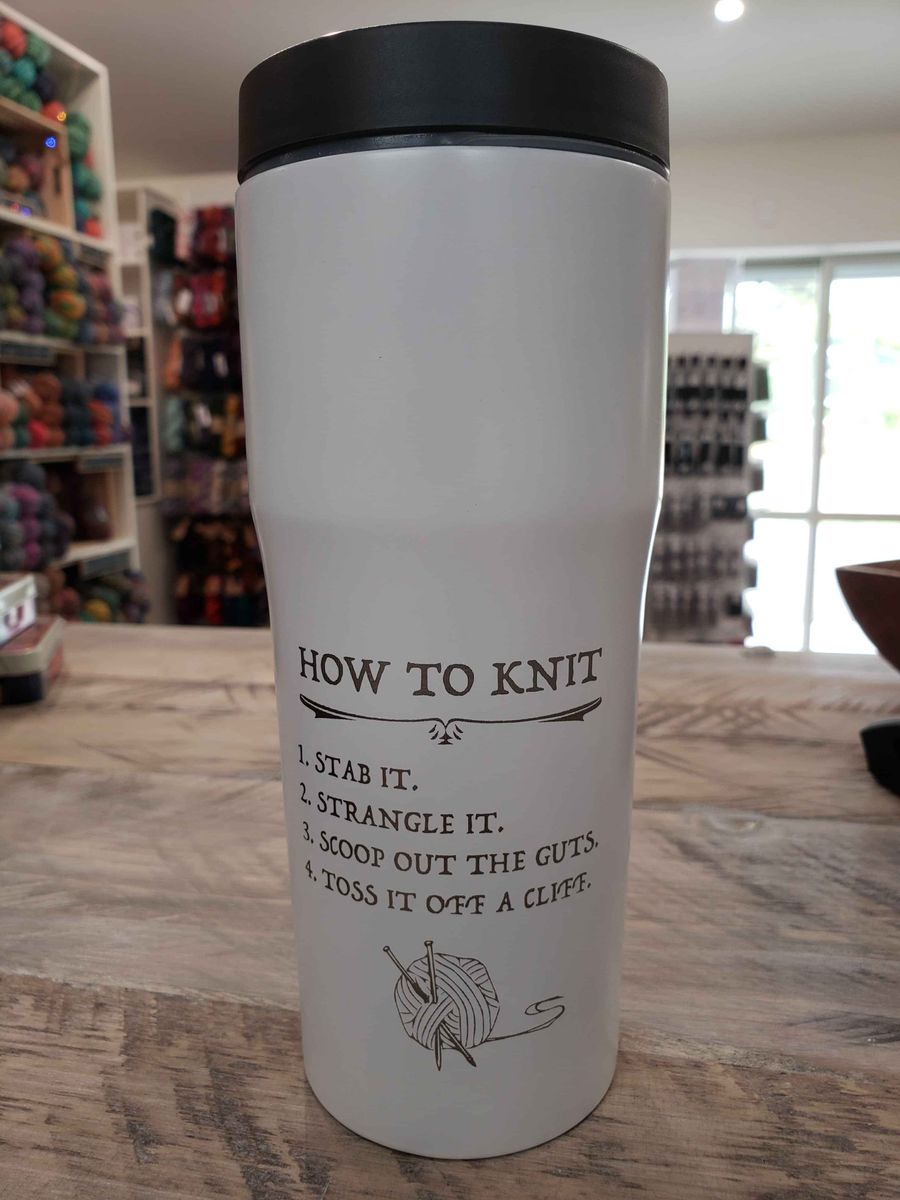 HOW TO KNIT
1. STAB IT.
2. STRANGLE IT.
3. SCOOP OUT THE GUTS.
4. TOSS IT OFF A CLIFF.